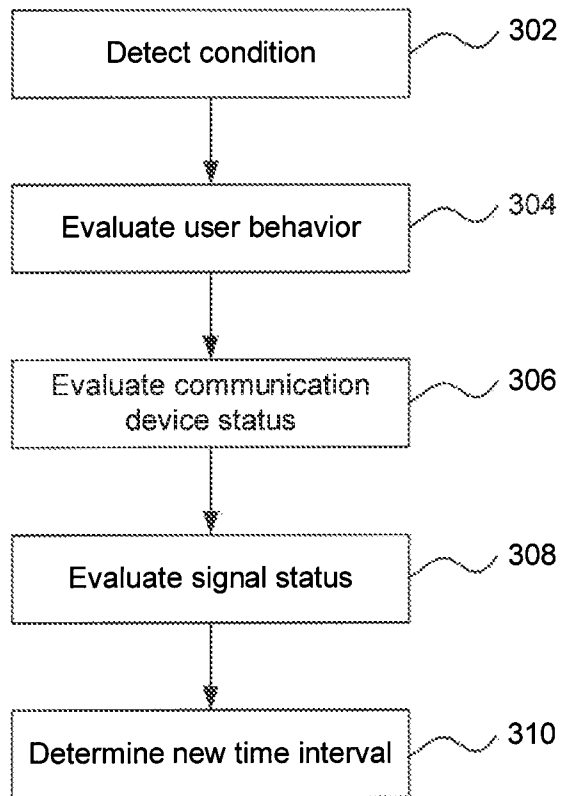 Detect condition
302
Evaluate user behavior
304
Evaluate communication
device status
306
Evaluate signal status
308
Determine new time interval
310